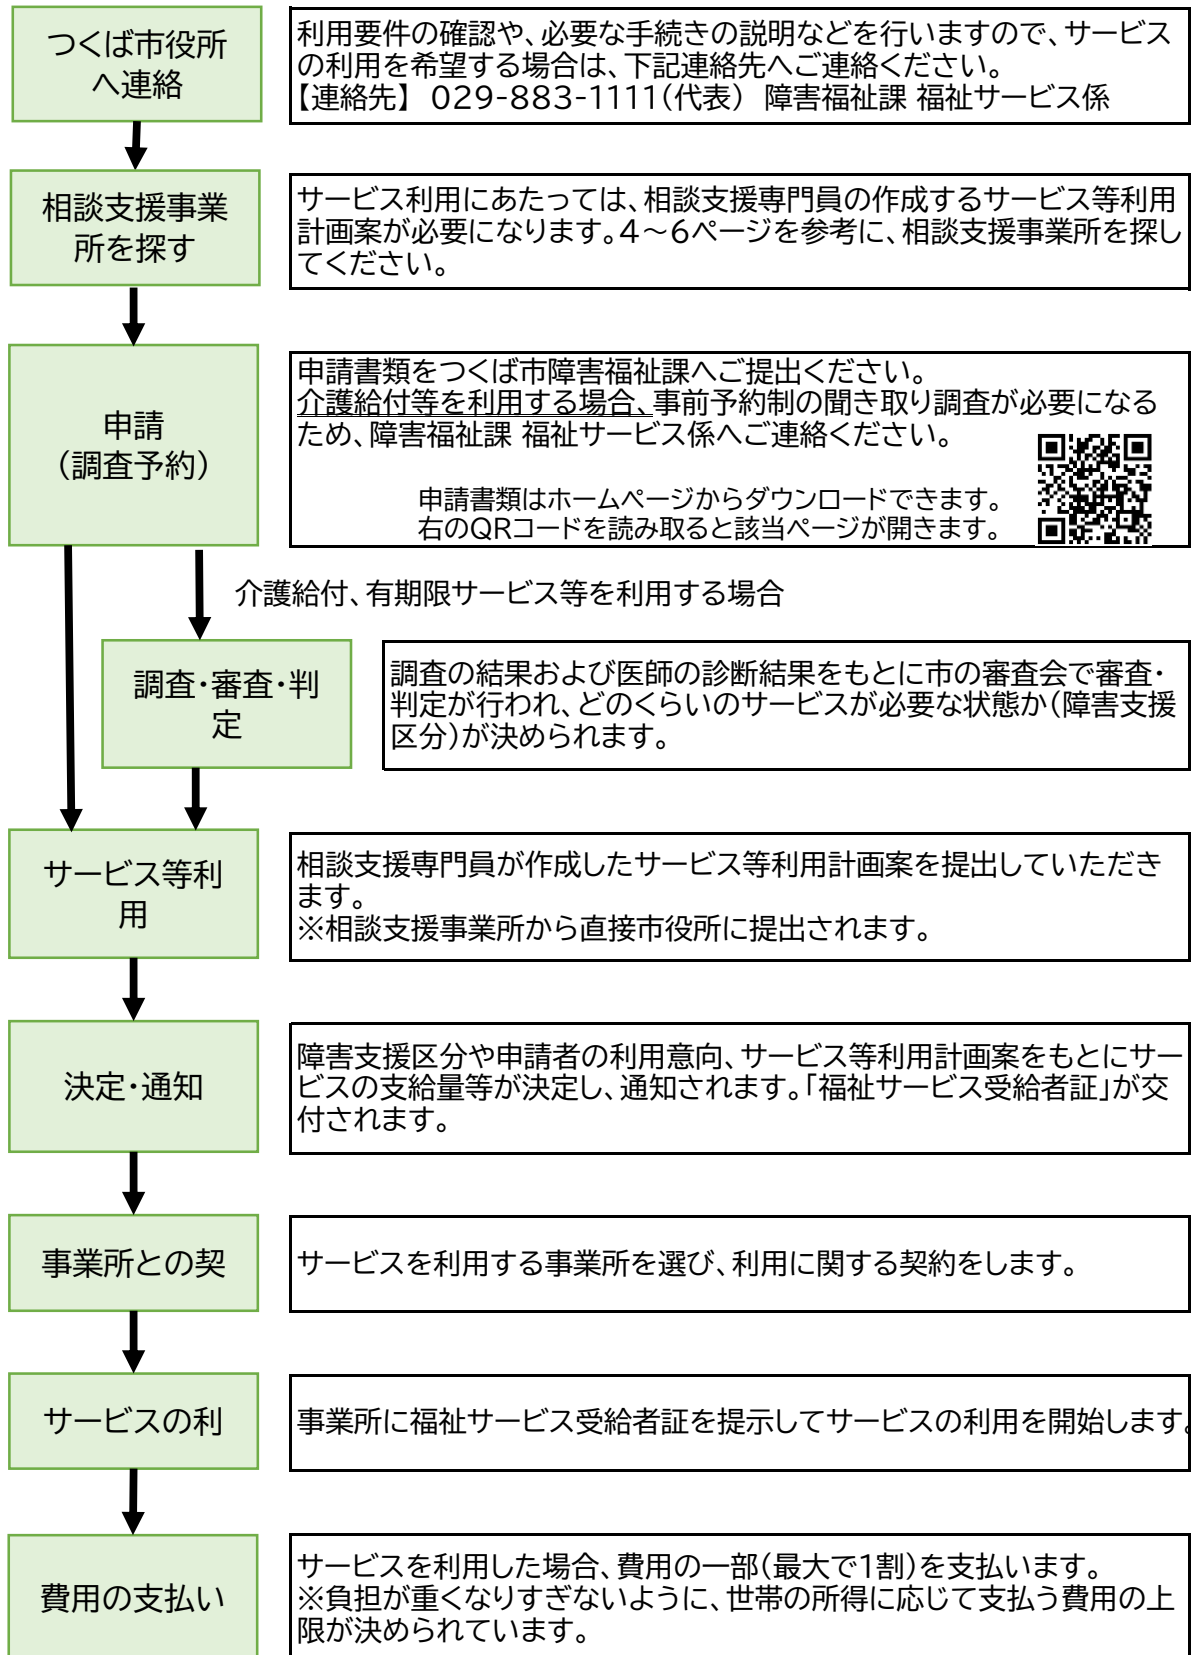 つくば市役所
へ連絡
利用要件の確認や、必要な手続きの説明などを行いますので、サービス
の利用を希望する場合は、下記連絡先へご連絡ください。
【連絡先】 029-883-1111(代表) 障害福祉課 福祉サービス係
相談支援事業
所を探す
サービス利用にあたっては、相談支援専門員の作成するサービス等利用
計画案が必要になります。4～6ページを参考に、相談支援事業所を探し
てください。
申請
(調査予約)
申請書類をつくば市障害福祉課へご提出ください。
介護給付等を利用する場合、事前予約制の聞き取り調査が必要になる
ため、障害福祉課 福祉サービス係へご連絡ください。
申請書類はホームページからダウンロードできます。
右のQRコードを読み取ると該当ページが開きます。
介護給付、有期限サービス等を利用する場合
調査・審査・判
定
調査の結果および医師の診断結果をもとに市の審査会で審査・
判定が行われ、どのくらいのサービスが必要な状態か(障害支援
区分)が決められます。
サービス等利
用
相談支援専門員が作成したサービス等利用計画案を提出していただき
ます。
※相談支援事業所から直接市役所に提出されます。
決定・通知
障害支援区分や申請者の利用意向、サービス等利用計画案をもとにサー
ビスの支給量等が決定し、通知されます。「福祉サービス受給者証」が交
付されます。
事業所との契
サービスを利用する事業所を選び、利用に関する契約をします。
サービスの利
事業所に福祉サービス受給者証を提示してサービスの利用を開始します。
費用の支払い
サービスを利用した場合、費用の一部(最大で1割)を支払います。
※負担が重くなりすぎないように、世帯の所得に応じて支払う費用の上
限が決められています。